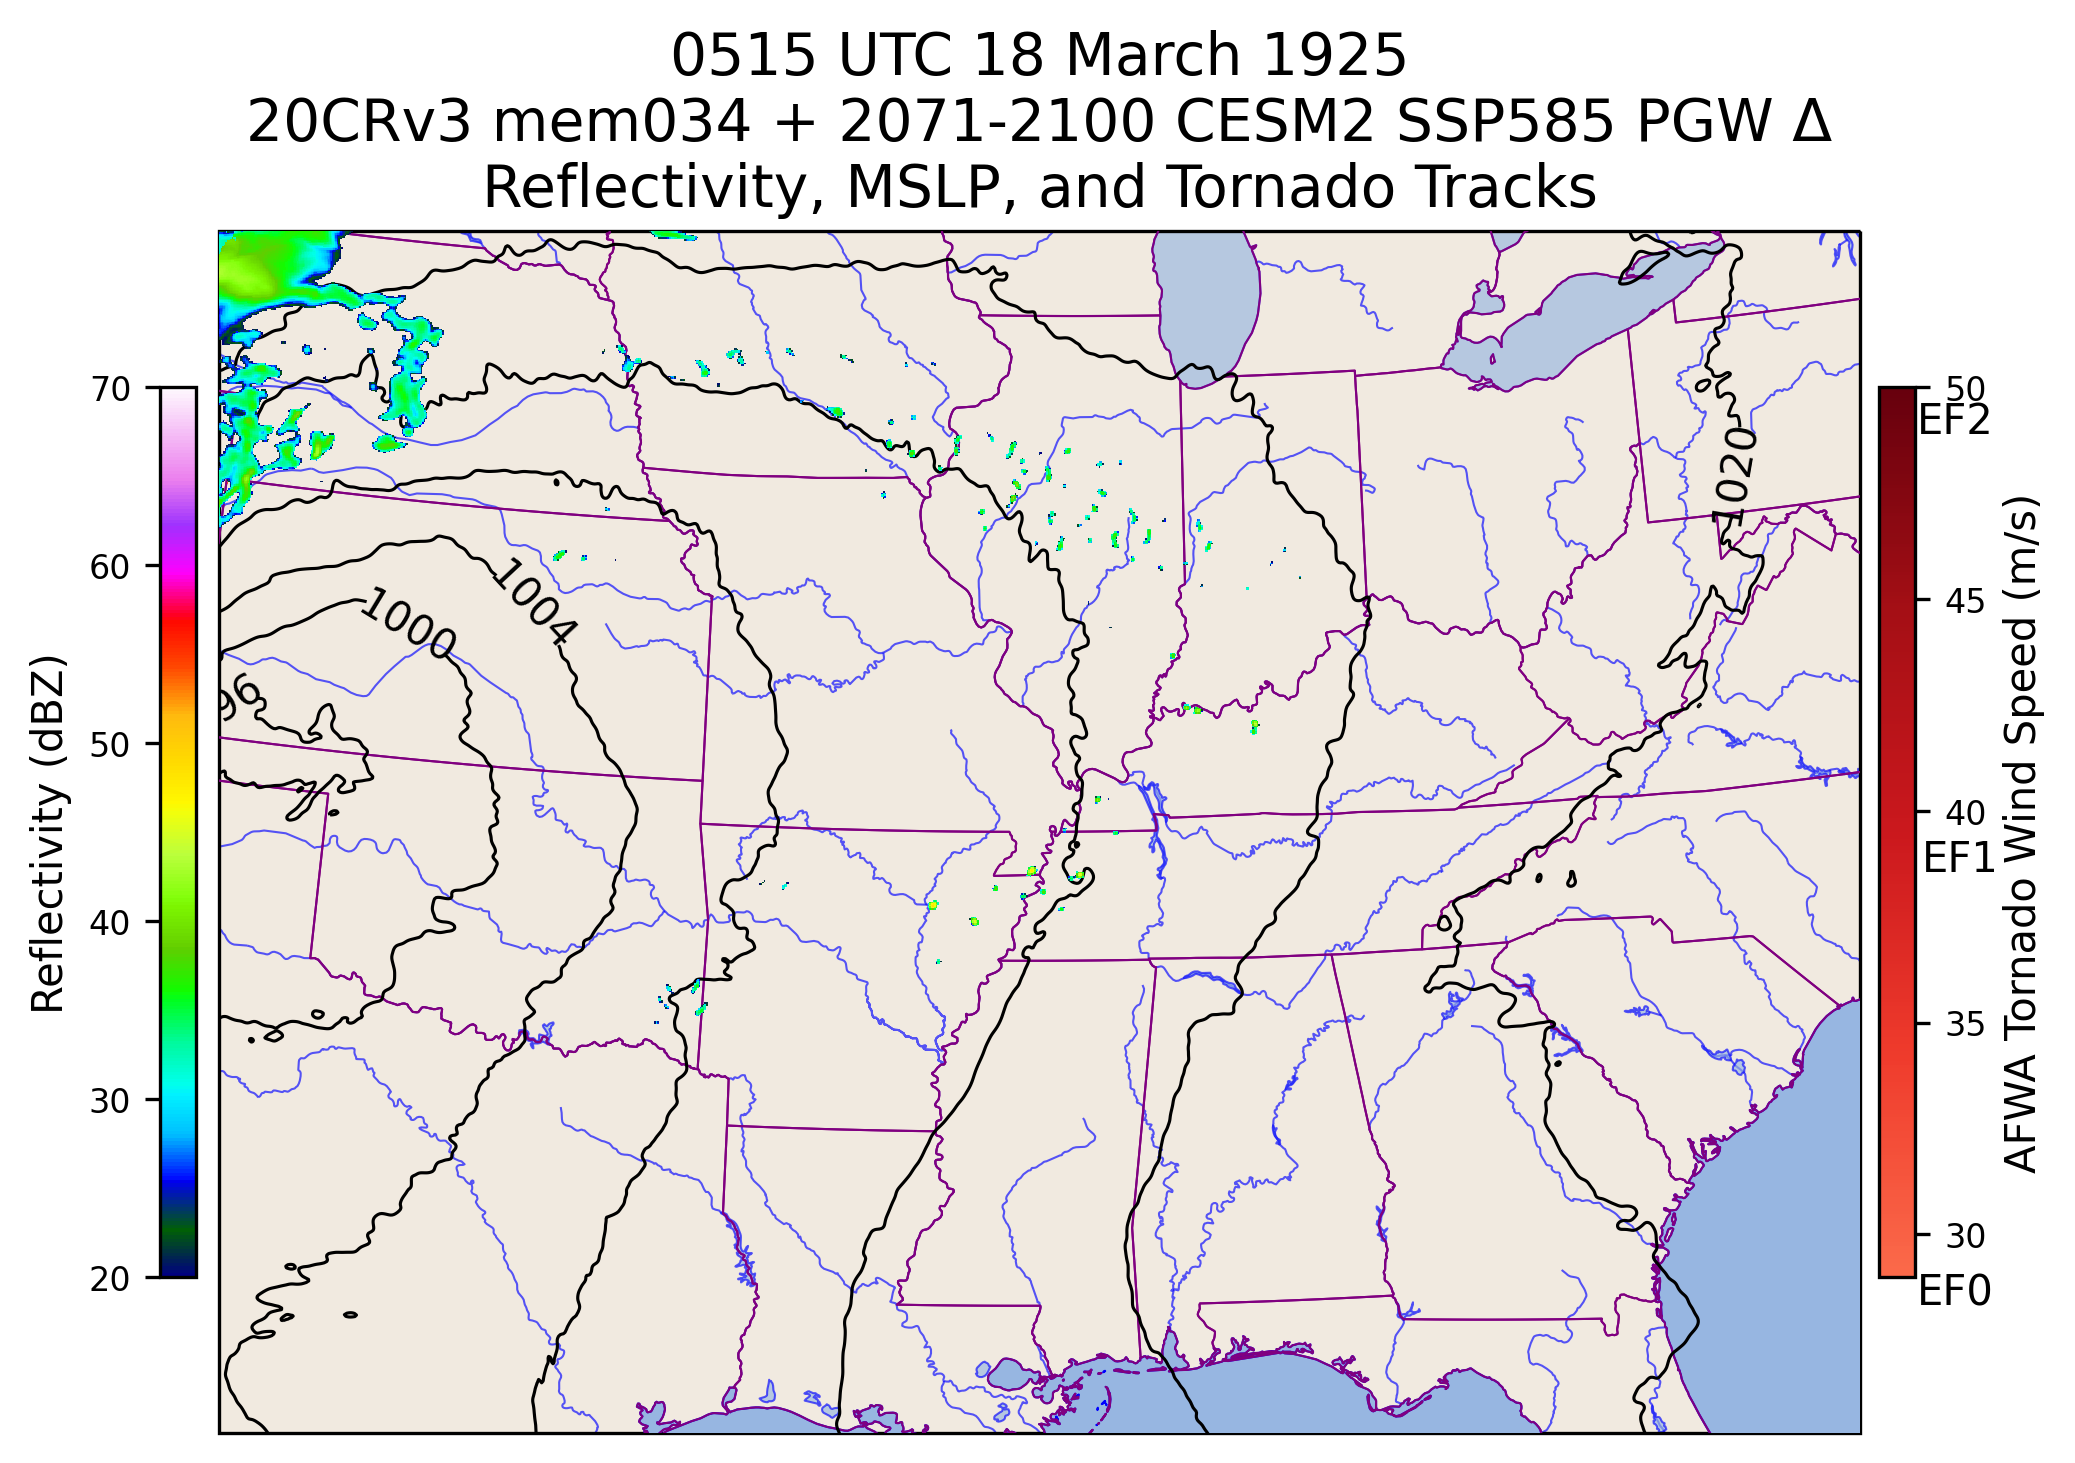 0515 UTC 18 March 1925
20CRv3 mem034 + 2071-2100 CESM2 SSP585 PGW Δ
Reflectivity, MSLP, and Tornado Tracks
Reflectivity (dBZ)
70
60
50
40
30
20
1020
1004
1000
96
50
EF2
45
40
EF1
35
30
EF0
AFWA Tornado Wind Speed (m/s)